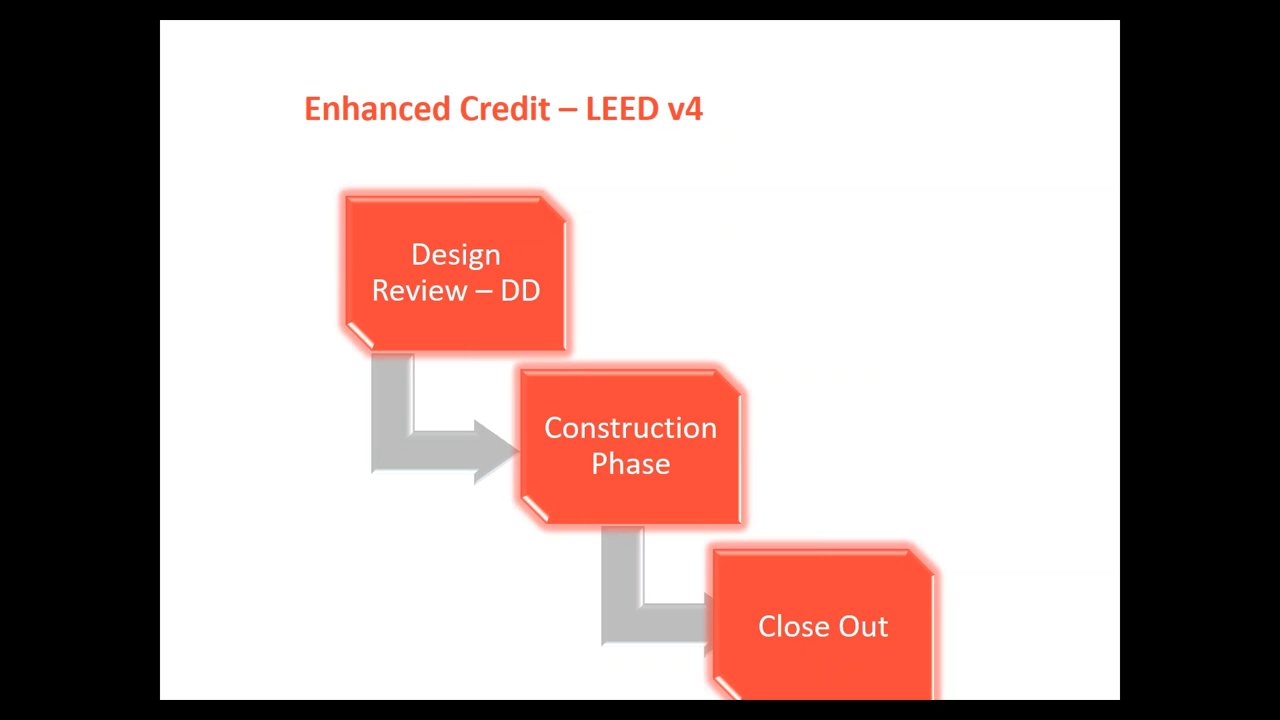 Enhanced Credit – LEED v4
Design
Review – DD
Construction
Phase
Close Out